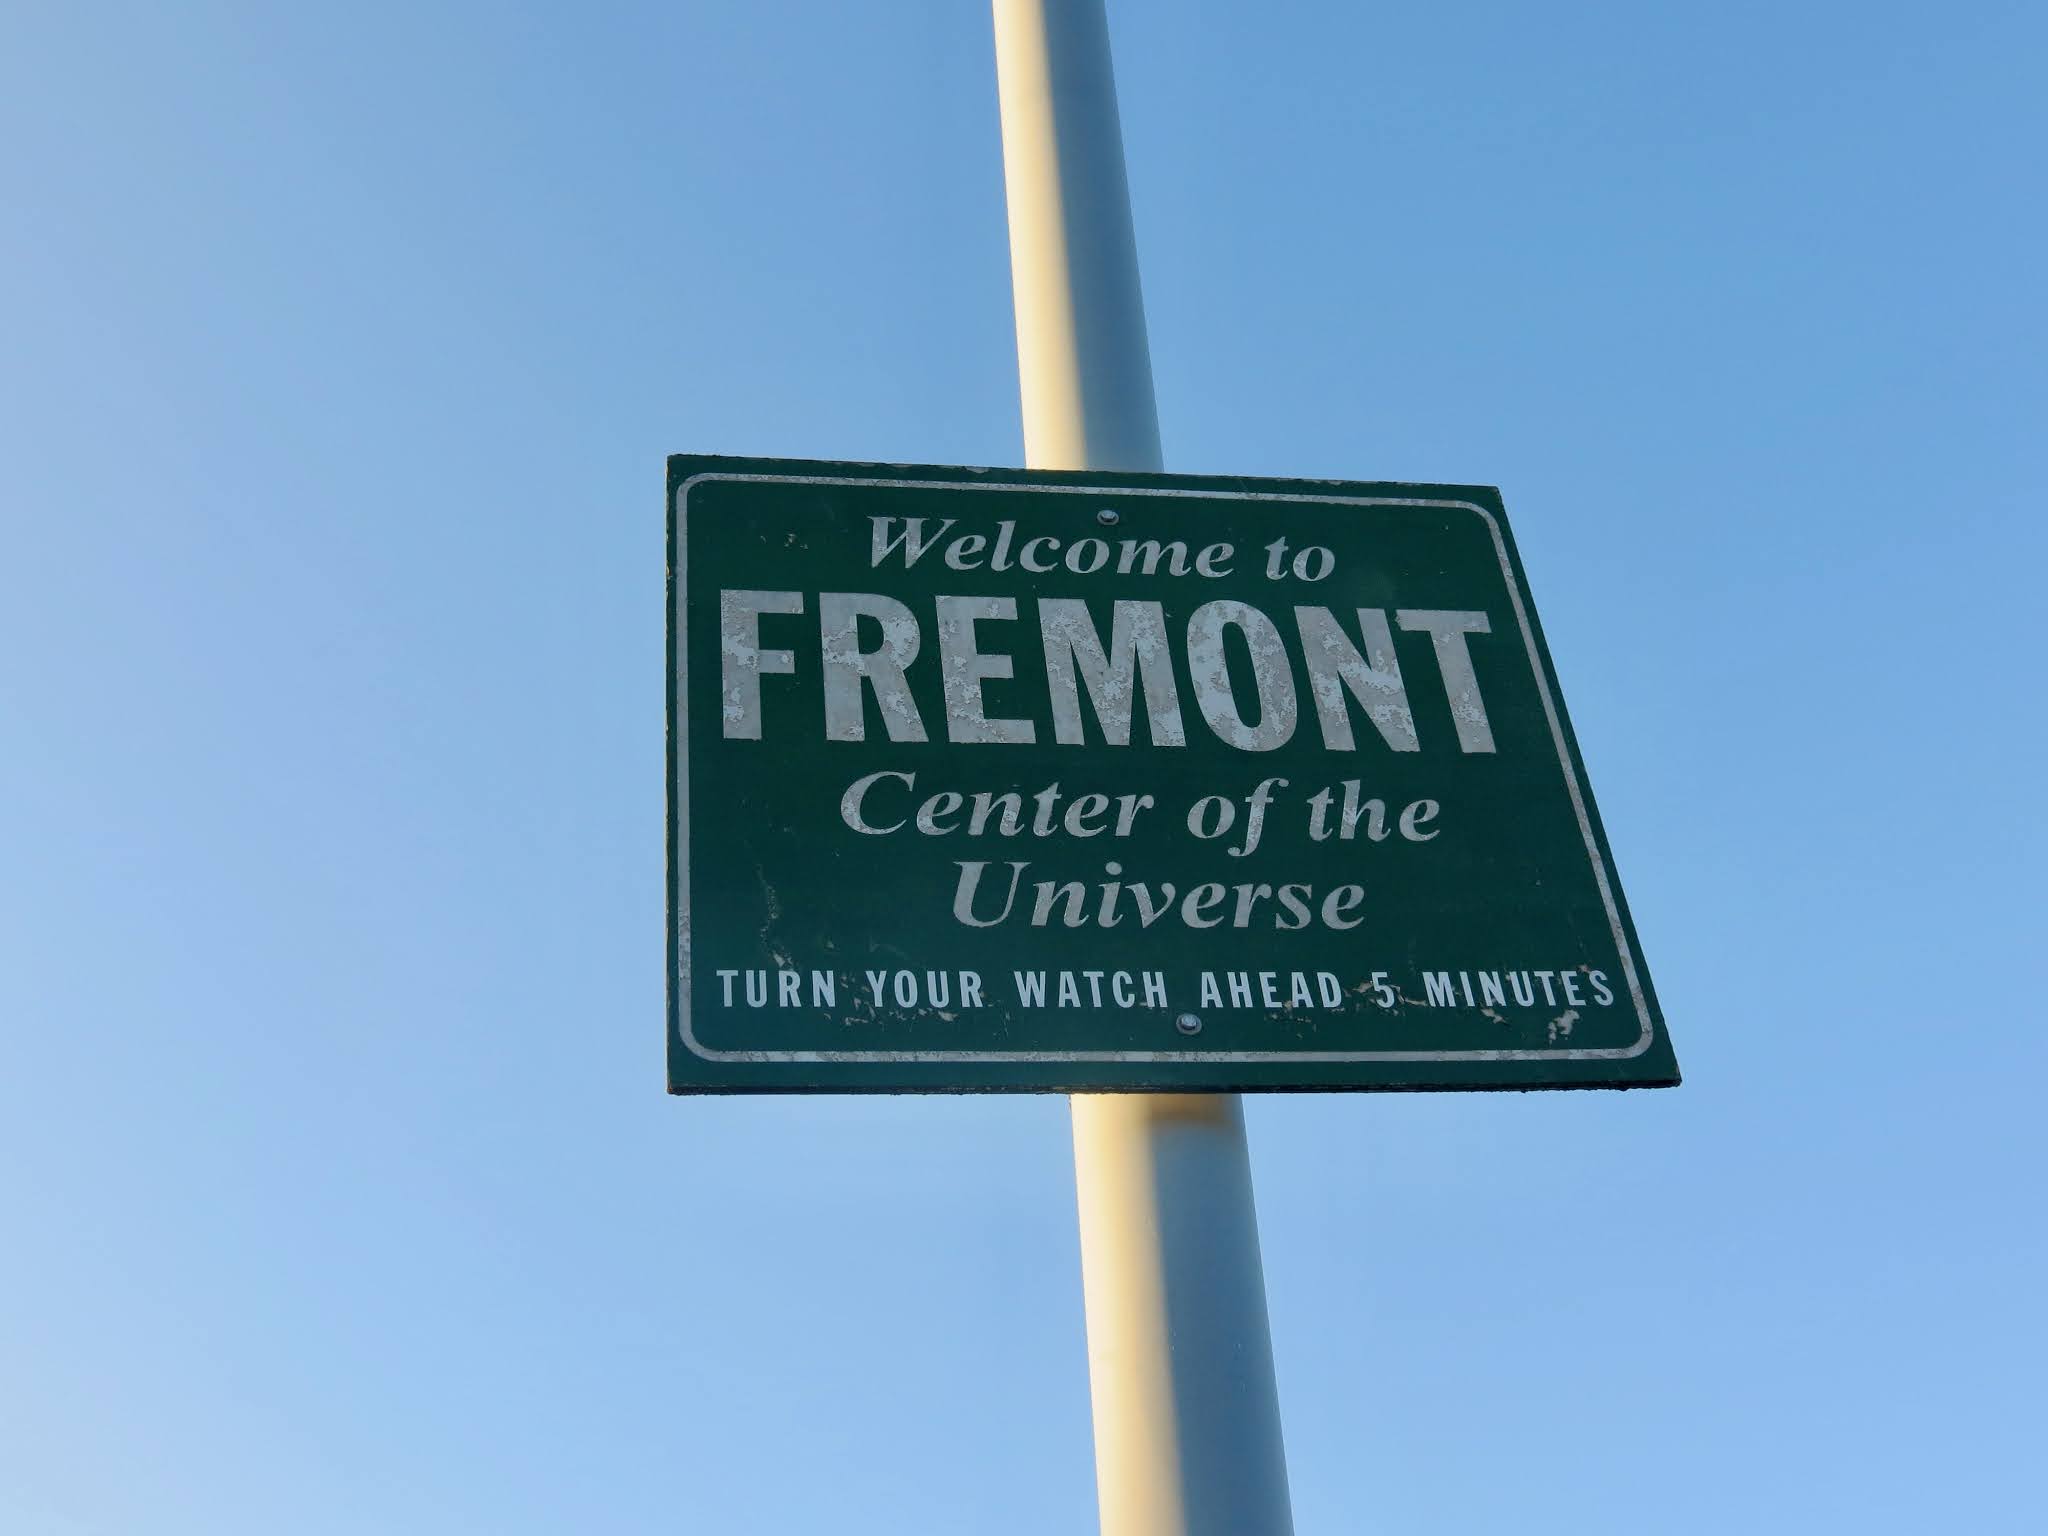 Welcome to
FREMONT
Center of the
Universe
TURN YOUR WATCH AHEAD 5 MINUTES